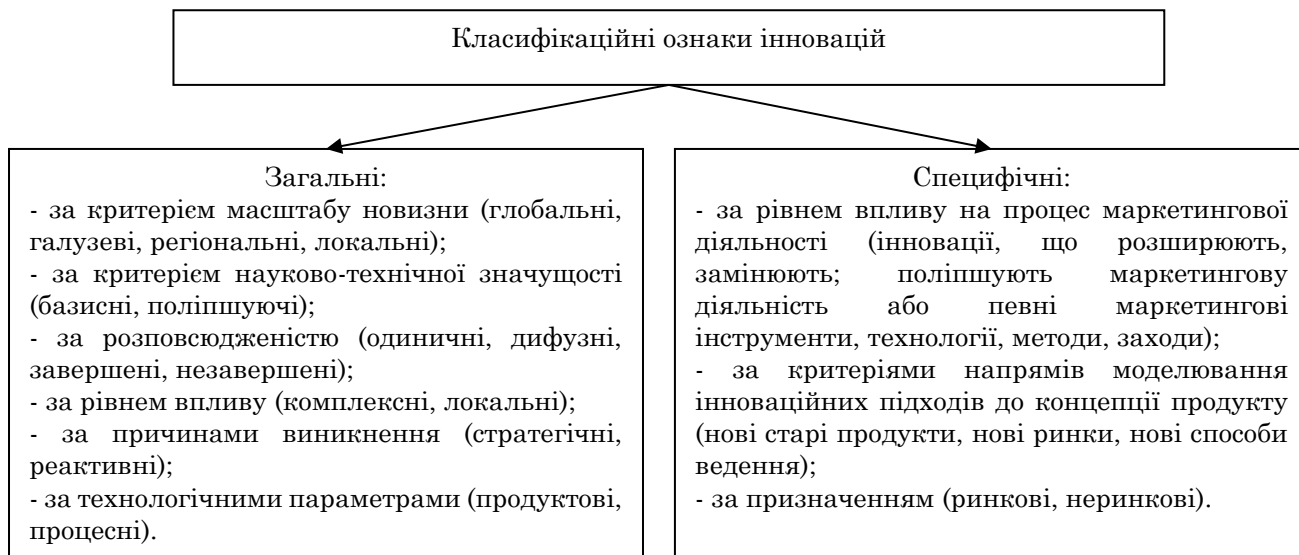 Класифікаційні ознаки інновацій
Загальні:
- за критерієм масштабу новизни (глобальні,
галузеві, регіональні, локальні);
- за критерієм науково-технічної значущості
(базисні, поліпшуючі);
- за розповсюдженістю (одиничні, дифузні,
завершені, незавершені);
- за рівнем впливу (комплексні, локальні);
- за причинами виникнення (стратегічні,
реактивні);
- за технологічними параметрами (продуктові,
процесні).
Специфічні:
- за рівнем впливу на процес маркетингової
діяльності (інновації, що розширюють,
замінюють; поліпшують маркетингову
діяльність або певні маркетингові
інструменти, технології, методи, заходи);
- за критеріями напрямів моделювання
інноваційних підходів до концепції продукту
(нові старі продукти, нові ринки, нові способи
ведення);
- за призначенням (ринкові, неринкові).